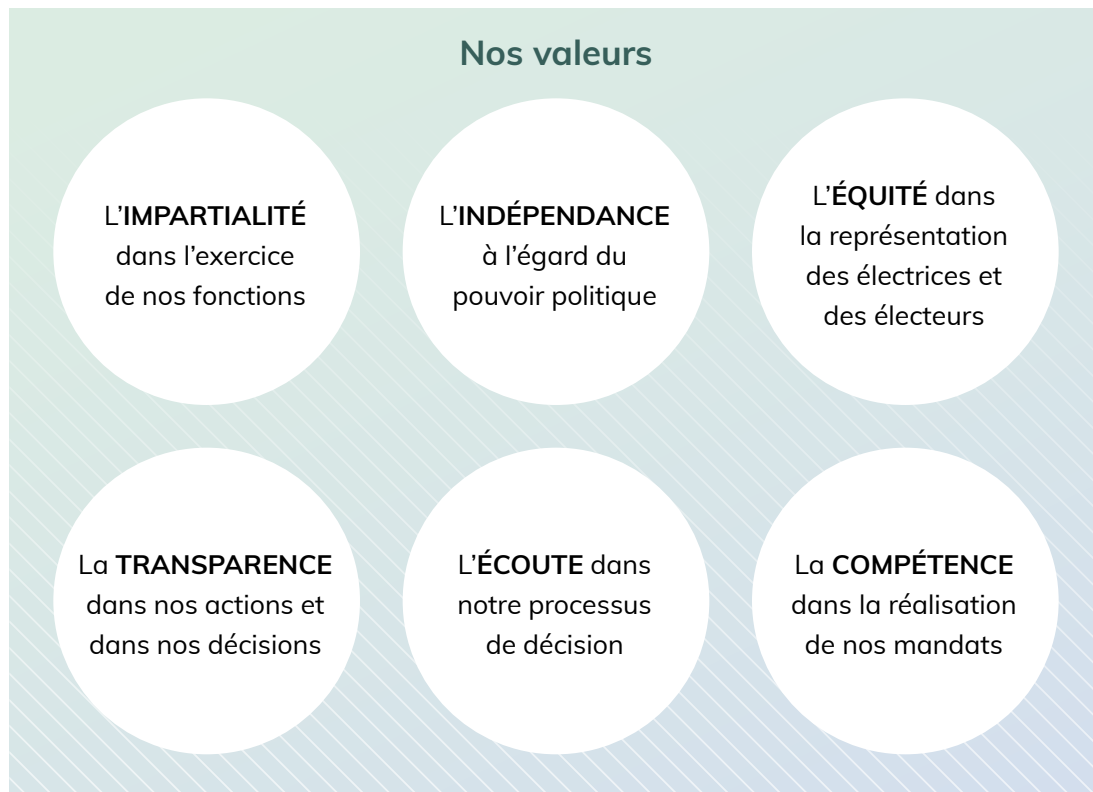 Nos valeurs
L’IMPARTIALITÉ
dans l’exercice
de nos fonctions
L’INDÉPENDANCE
à l’égard du
pouvoir politique
L’ÉQUITÉ dans
la représentation
des électrices et
des électeurs
La TRANSPARENCE
dans nos actions et
dans nos décisions
L’ÉCOUTE dans
notre processus
de décision
La COMPÉTENCE
dans la réalisation
de nos mandats